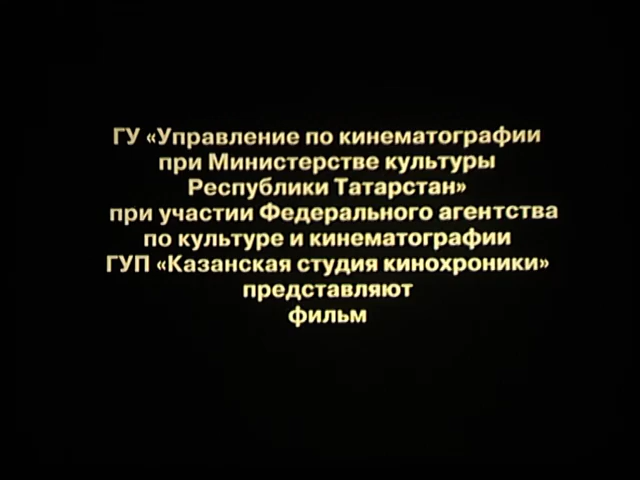 ГУ «Управление по кинематографии
при Министерстве культуры
Республики Татарстан»
при участии Федерального агентства
по культуре и кинематографии
ГУП «Казанская студия кинохроники»
представляют
фильм